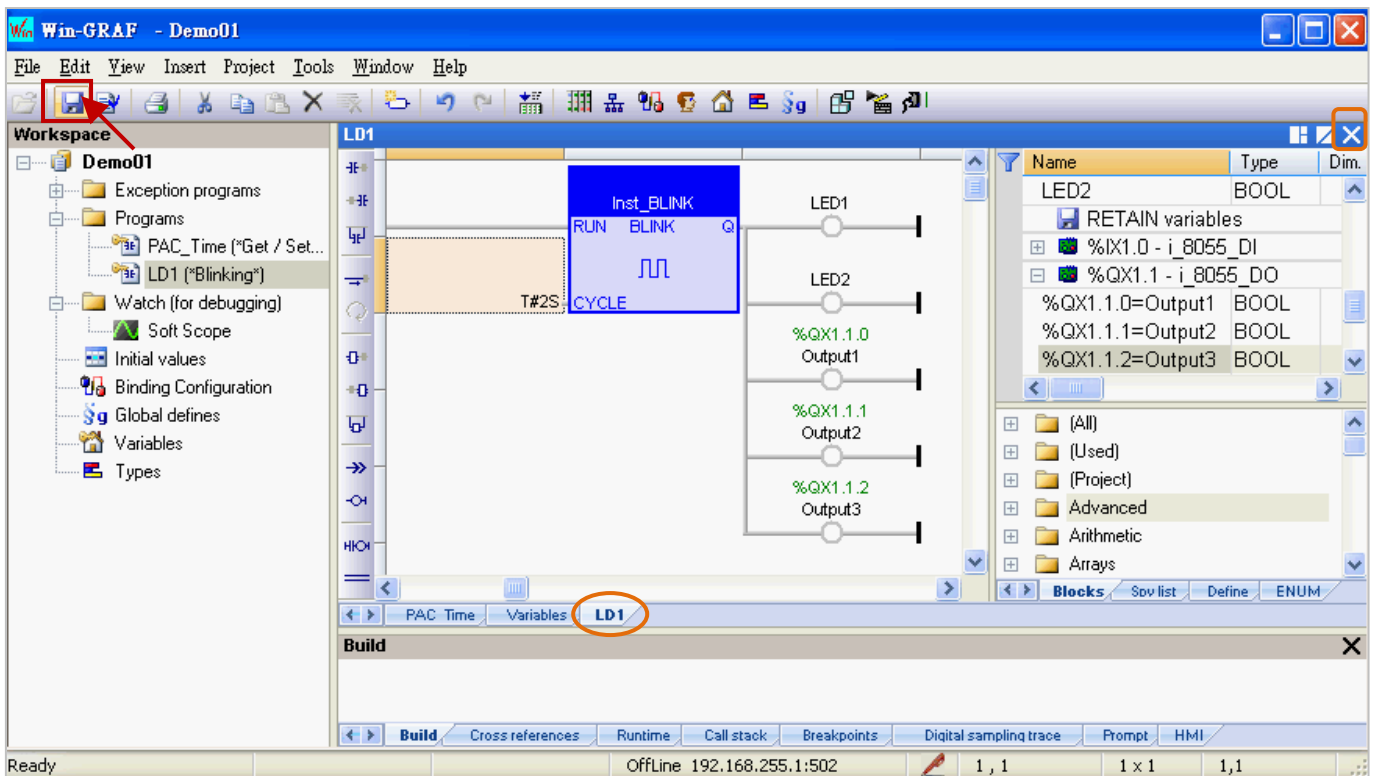 Win-GRAF - Demo01
File Edit View Insert Project Tools Window Help
Workspace
Demo01
Exception programs
Programs
PAC_Time (*Get / Set...
LD1 (*Blinking*)
Watch (for debugging)
Soft Scope
Initial values
Binding Configuration
Global defines
Variables
Types
LD1
Inst_BLINK
RUN BLINK Q
T#2S CYCLE
LED1
LED2
%QX1.1.0
Output1
%QX1.1.1
Output2
%QX1.1.2
Output3
Name Type Dim.
LED2 BOOL
RETAIN variables
%IX1.0 - i_8055_DI
%QX1.1 - i_8055_DO
%QX1.1.0=Output1 BOOL
%QX1.1.1=Output2 BOOL
%QX1.1.2=Output3 BOOL
(All)
(Used)
(Project)
Advanced
Arithmetic
Arrays
Blocks Spy list Define ENUM
PAC_Time Variables LD1
Build
Build Cross references Runtime Call stack Breakpoints Digital sampling trace Prompt HMI
Ready OffLine 192.168.255.1:502 1 , 1 1 x 1 1,1